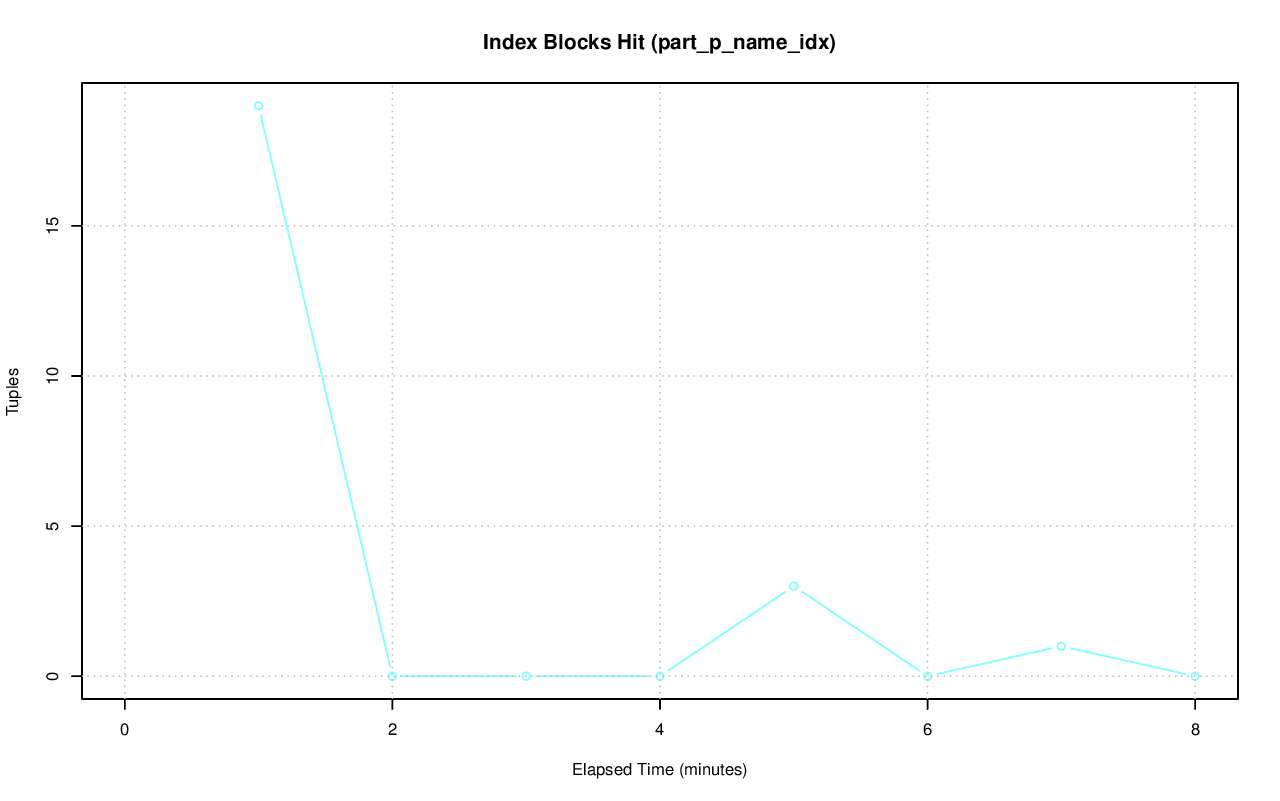 Index Blocks Hit (part_p_name_idx)
Tuples
15
10
5
0
0 2 4 6 8
Elapsed Time (minutes)